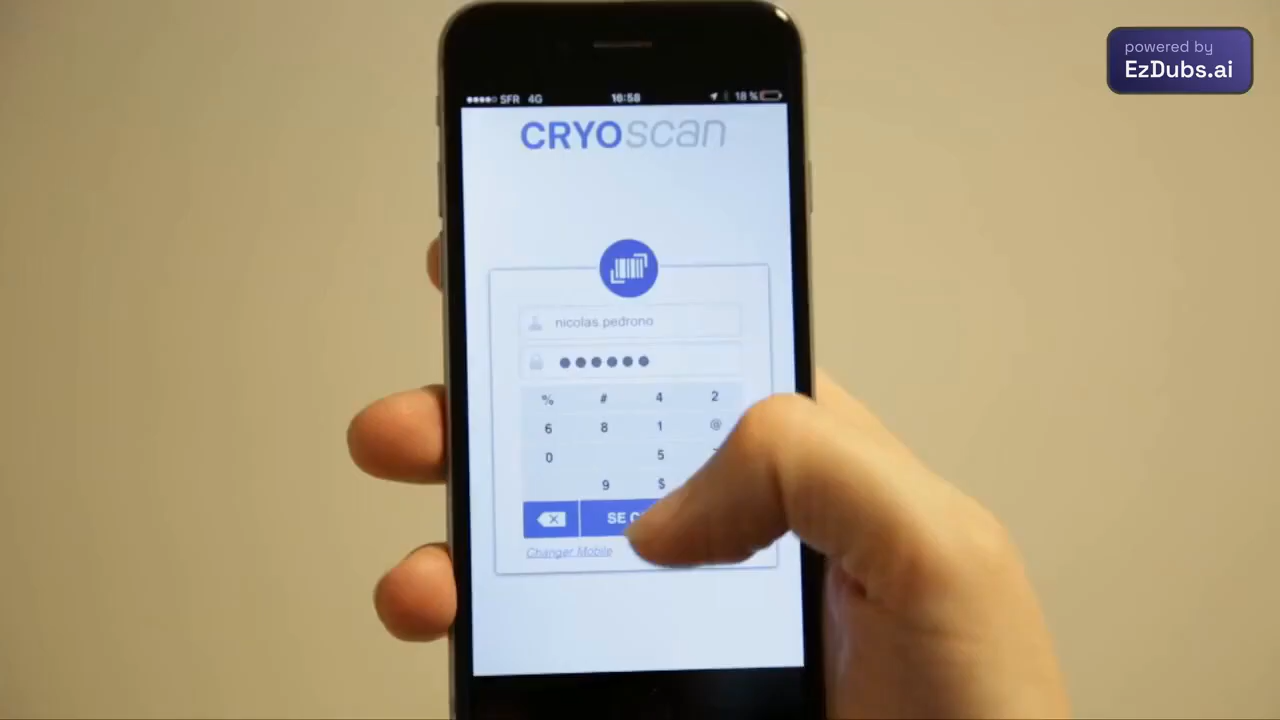 powered by
EzDubs.ai
SFR 4G 16:58 18 %
CRYOscan
nicolas.pedrono
% # 4 2
6 8 1 @
0 5
9 $
SE
Changer Mobile